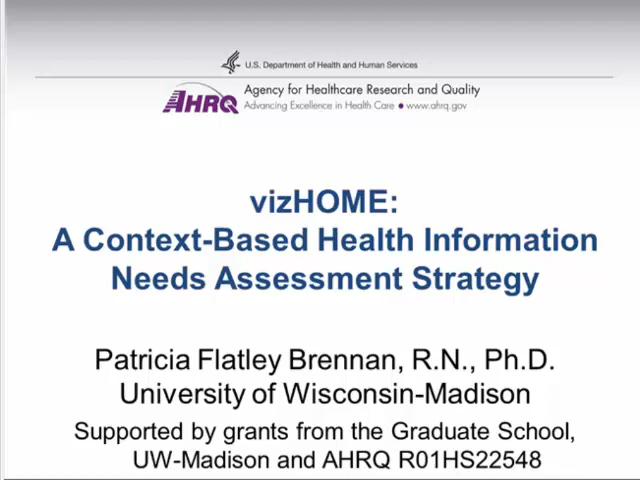 U.S. Department of Health and Human Services
AHRQ
Agency for Healthcare Research and Quality
Advancing Excellence in Health Care • www.ahrq.gov
vizHOME:
A Context-Based Health Information
Needs Assessment Strategy
Patricia Flatley Brennan, R.N., Ph.D.
University of Wisconsin-Madison
Supported by grants from the Graduate School,
UW-Madison and AHRQ R01HS22548